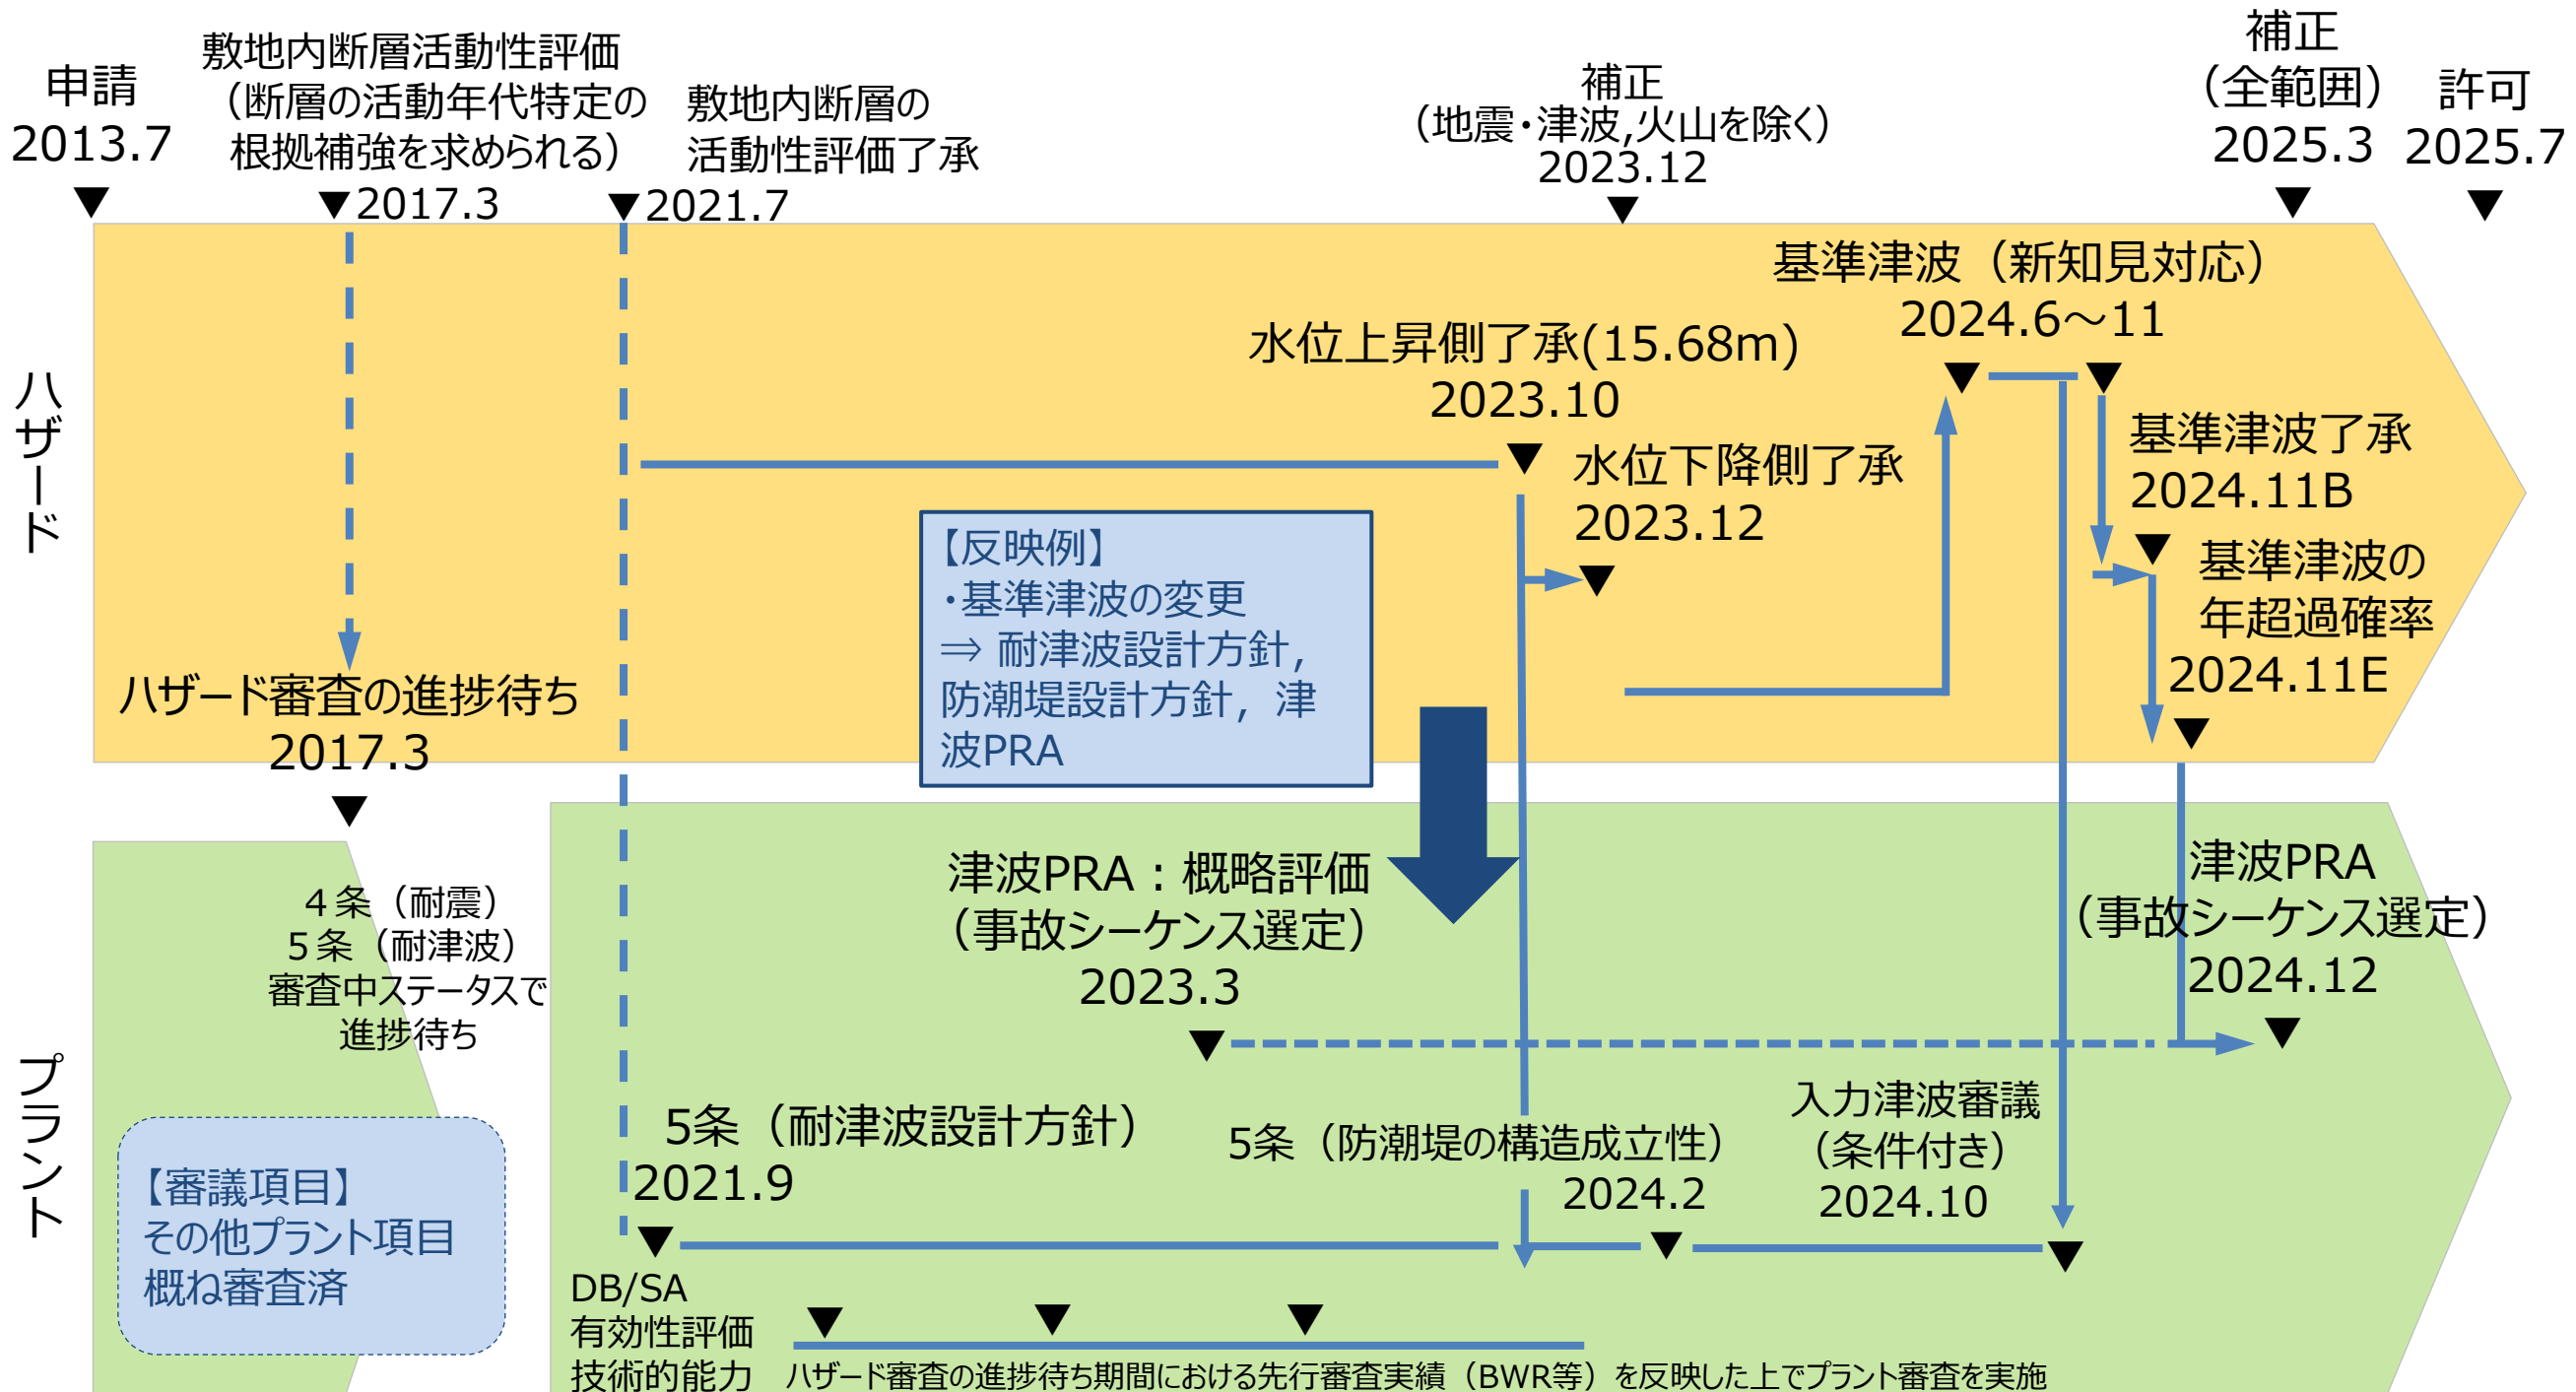 申請
2013.7
敷地内断層活動性評価
（断層の活動年代特定の
根拠補強を求められる）
2017.3
敷地内断層の
活動性評価了承
2021.7
補正
（地震・津波,火山を除く）
2023.12
補正
（全範囲）
2025.3
許可
2025.7
ハザード
基準津波（新知見対応）
2024.6～11
水位上昇側了承(15.68m)
2023.10
水位下降側了承
2023.12
基準津波了承
2024.11B
基準津波の
年超過確率
2024.11E
【反映例】
・基準津波の変更
⇒ 耐津波設計方針,
防潮堤設計方針, 津
波PRA
ハザード審査の進捗待ち
2017.3
プラント
４条（耐震）
５条（耐津波）
審査中ステータスで
進捗待ち
【審議項目】
その他プラント項目
概ね審査済
津波PRA：概略評価
（事故シーケンス選定）
2023.3
津波PRA
（事故シーケンス選定）
2024.12
5条（耐津波設計方針）
2021.9
5条（防潮堤の構造成立性）
2024.2
入力津波審議
（条件付き）
2024.10
DB/SA
有効性評価
技術的能力
ハザード審査の進捗待ち期間における先行審査実績（BWR等）を反映した上でプラント審査を実施